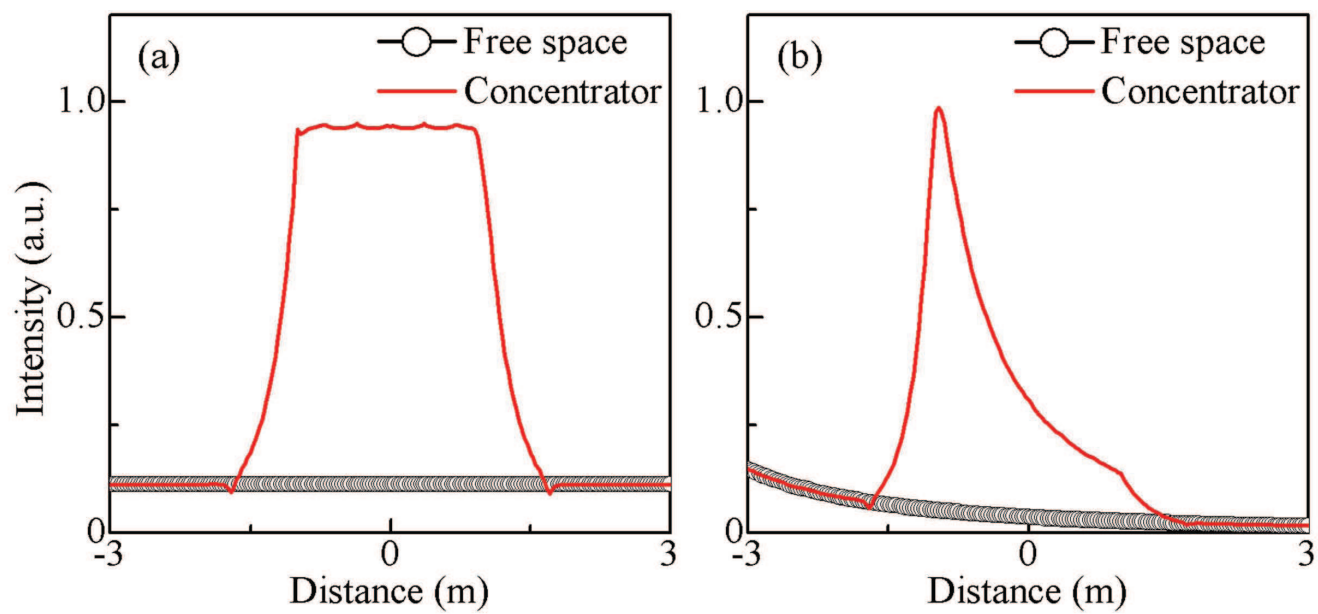 (a)
Free space
Concentrator
1.0
0.5
0
-3
0
3
Distance (m)
Intensity (a.u.)
(b)
Free space
Concentrator
1.0
0.5
0
-3
0
3
Distance (m)